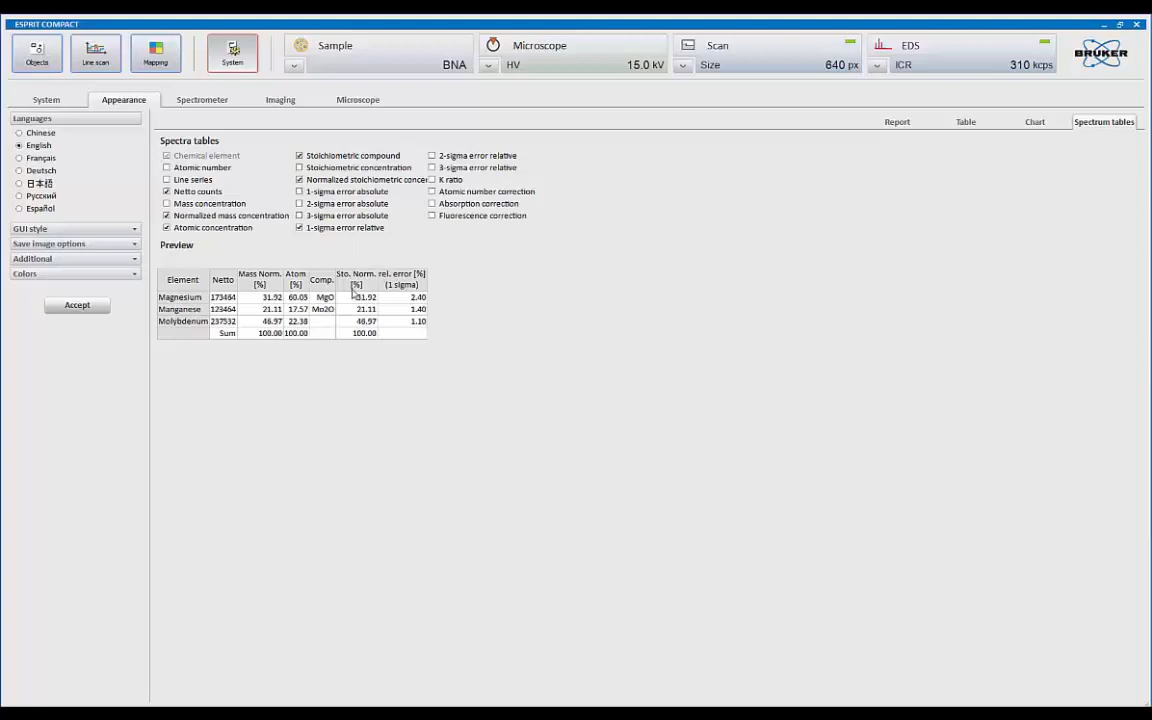 ESPRIT COMPACT
Objects
Line scan
Mapping
System
Sample
BNA
Microscope
HV 15.0 kV
Scan
Size 640 px
EDS
ICR 310 kcps
BRUKER
System Appearance Spectrometer Imaging Microscope
Report Table Chart Spectrum tables
Languages
Chinese
English
Français
Deutsch
日本語
Русский
Español
GUI style
Save image options
Additional
Colors
Accept
Spectra tables
Chemical element
Atomic number
Line series
Netto counts
Mass concentration
Normalized mass concentration
Atomic concentration
Stoichiometric compound
Stoichiometric concentration
Normalized stoichiometric concer
1-sigma error absolute
2-sigma error absolute
3-sigma error absolute
1-sigma error relative
2-sigma error relative
3-sigma error relative
K ratio
Atomic number correction
Absorption correction
Fluorescence correction
Preview
Element Netto Mass Norm. [%] Atom [%] Comp. Sto. Norm. [%] rel. error [%] (1 sigma)
Magnesium 173464 31.92 60.05 MgO 31.92 2.40
Manganese 123464 21.11 17.57 Mo2O 21.11 1.40
Molybdenum 237532 46.97 22.38 46.97 1.10
Sum 100.00 100.00 100.00